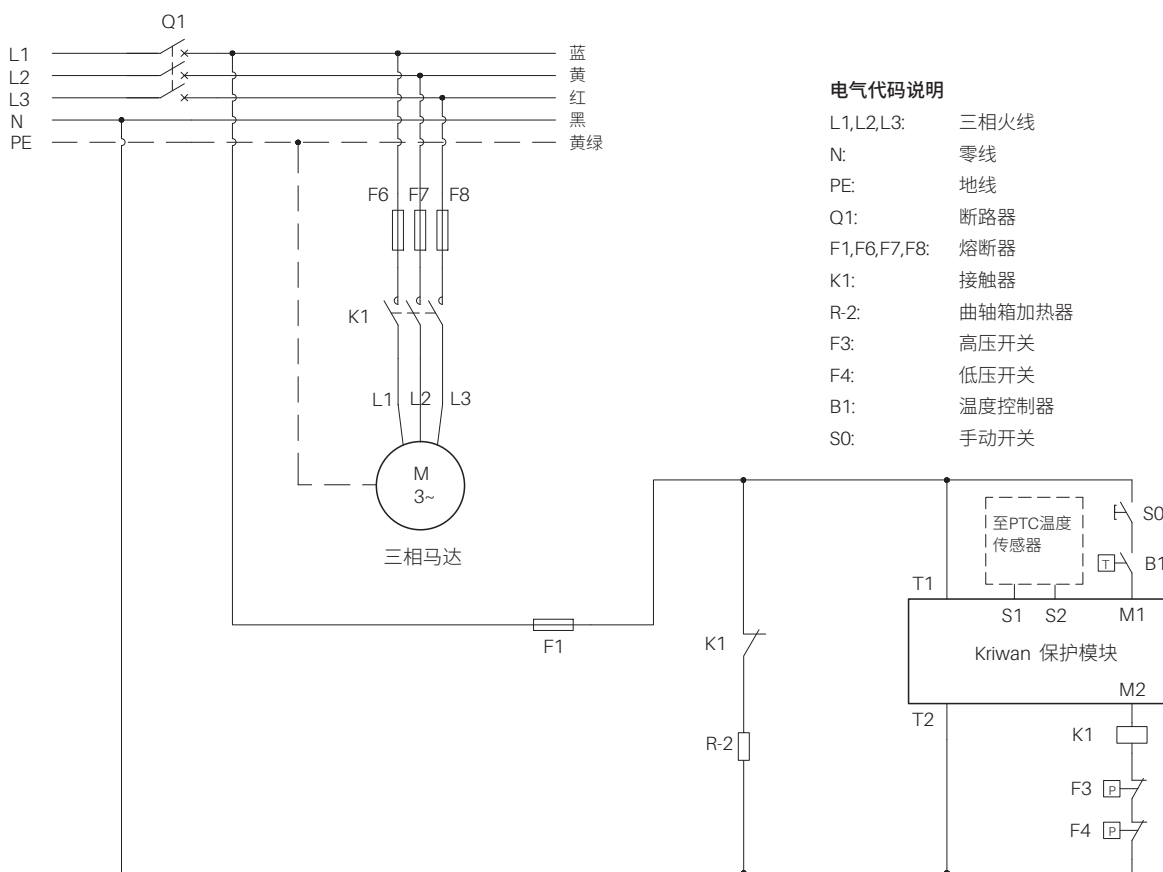 Q1
L1 蓝
L2 黄
L3 红
N 黑
PE 黄绿
电气代码说明
L1,L2,L3: 三相火线
N: 零线
PE: 地线
Q1: 断路器
F1,F6,F7,F8: 熔断器
K1: 接触器
R-2: 曲轴箱加热器
F3: 高压开关
F4: 低压开关
B1: 温度控制器
S0: 手动开关
F6 F7 F8
K1
L1 L2 L3
M
3~
三相马达
F1
K1
R-2
至PTC温度
传感器
S0
T B1
T1
S1 S2 M1
Kriwan 保护模块
M2
T2
K1
F3 P
F4 P